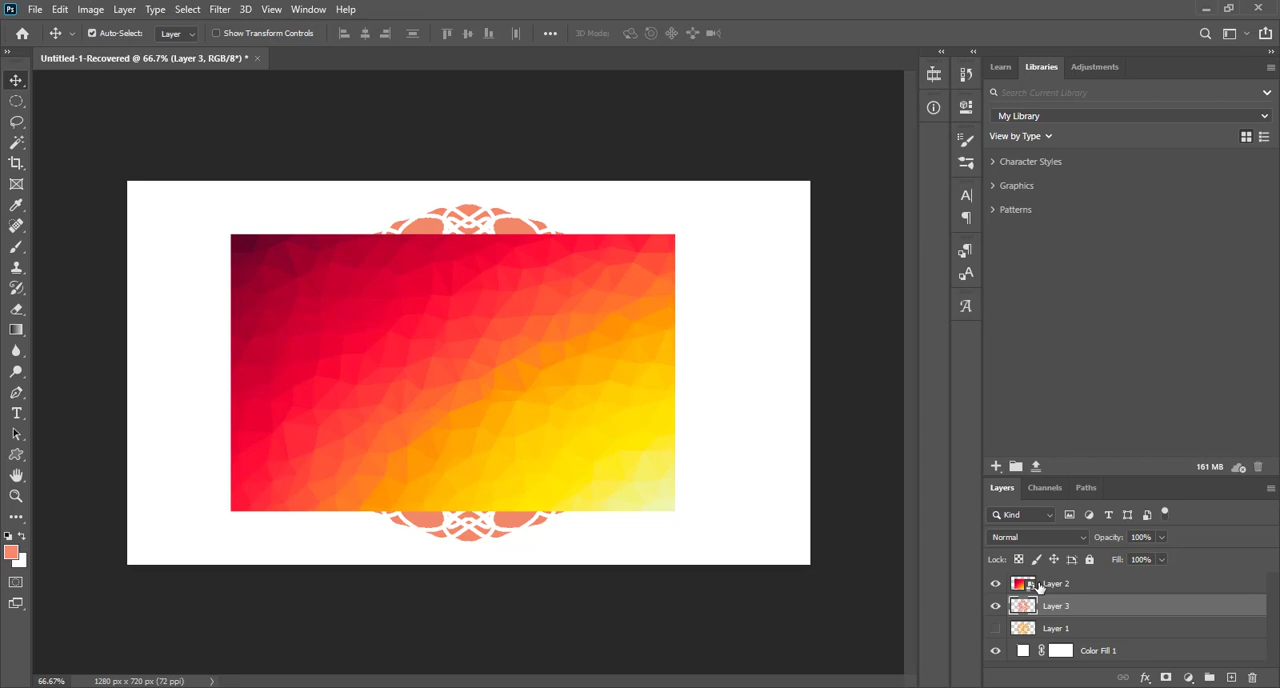 Ps File Edit Image Layer Type Select Filter 3D View Window Help
Auto-Select: Layer Show Transform Controls 3D Mode:
Untitled-1-Recovered @ 66.7% (Layer 3, RGB/8*) *
Learn Libraries Adjustments
Search Current Library
My Library
View by Type
Character Styles
Graphics
Patterns
161 MB
Layers Channels Paths
Kind
Normal Opacity: 100%
Lock: Fill: 100%
Layer 2
Layer 3
Layer 1
Color Fill 1
66.67% 1280 px x 720 px (72 ppi)